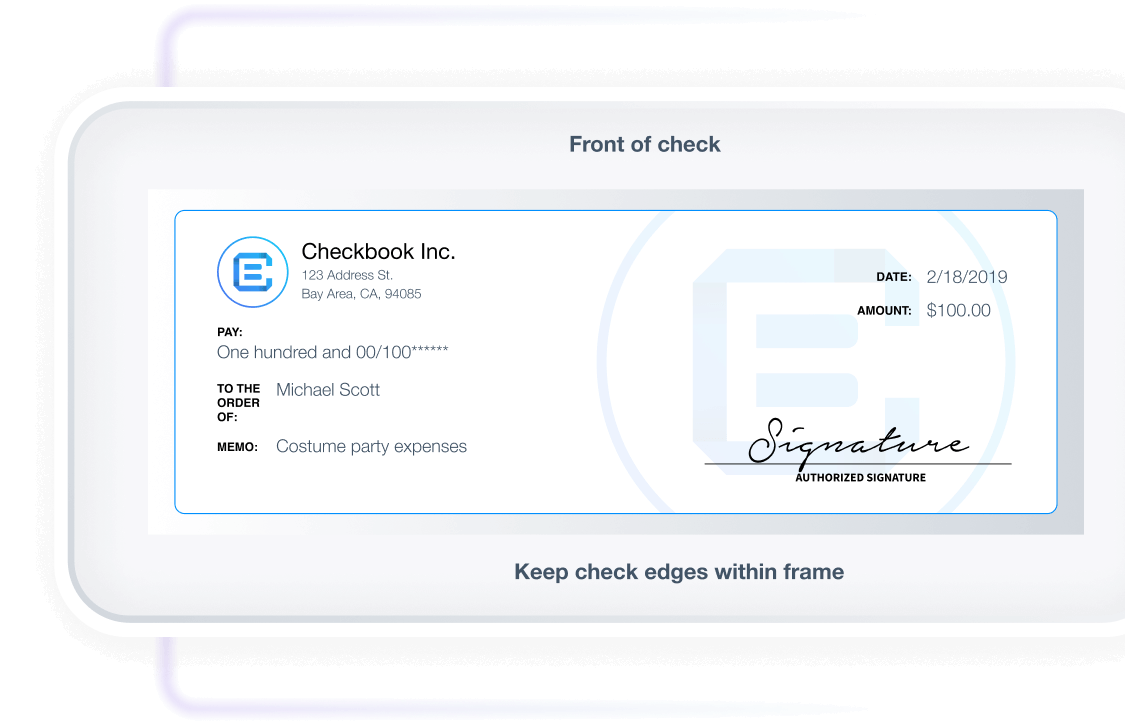 Front of check
Checkbook Inc.
123 Address St.
Bay Area, CA, 94085
DATE: 2/18/2019
AMOUNT: $100.00
PAY:
One hundred and 00/100******
TO THE
ORDER
OF:
Michael Scott
MEMO: Costume party expenses
Signature
AUTHORIZED SIGNATURE
Keep check edges within frame